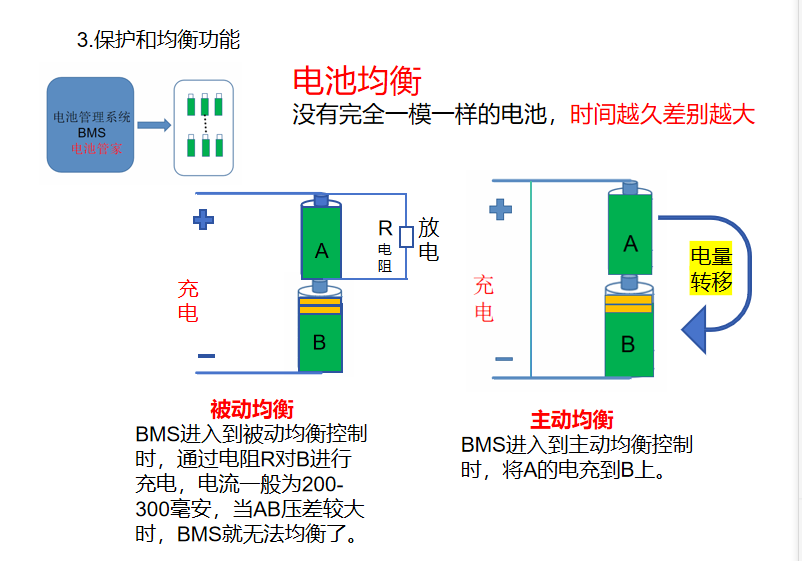 3.保护和均衡功能
电池均衡
没有完全一模一样的电池，时间越久差别越大
电池管理系统
BMS
电池管家
充
电
A
B
R
电
阻
放
电
充
电
A
B
电量
转移
被动均衡
BMS进入到被动均衡控制
时，通过电阻R对B进行
充电，电流一般为200-
300毫安，当AB压差较大
时，BMS就无法均衡了。
主动均衡
BMS进入到主动均衡控制
时，将A的电充到B上。